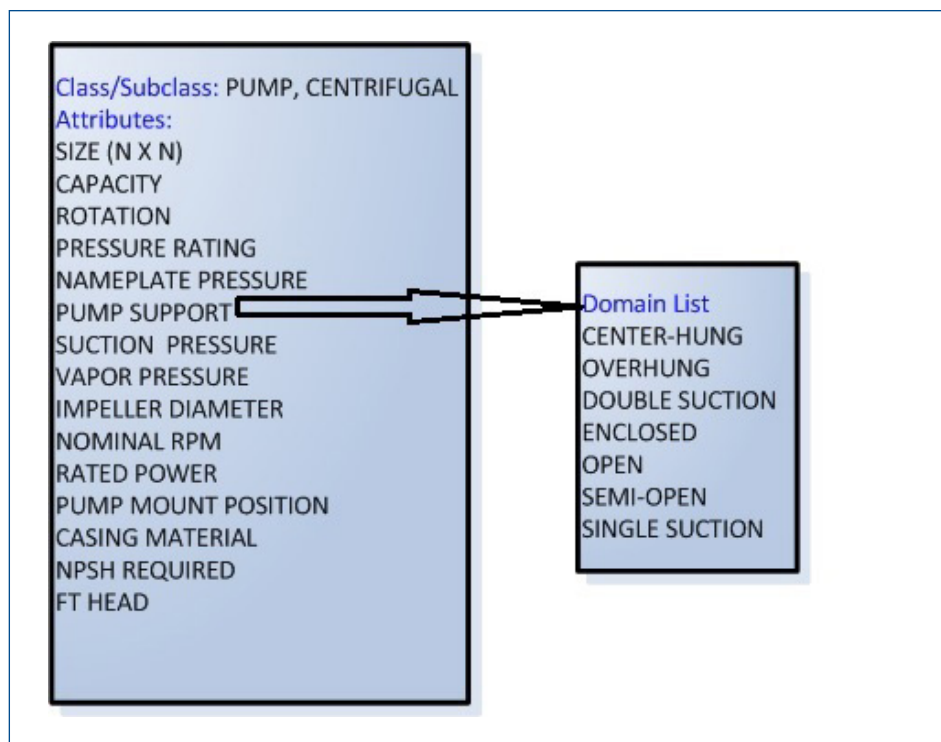 Class/Subclass: PUMP, CENTRIFUGAL
Attributes:
SIZE (N X N)
CAPACITY
ROTATION
PRESSURE RATING
NAMEPLATE PRESSURE
PUMP SUPPORT
SUCTION  PRESSURE
VAPOR PRESSURE
IMPELLER DIAMETER
NOMINAL RPM
RATED POWER
PUMP MOUNT POSITION
CASING MATERIAL
NPSH REQUIRED
FT HEAD
Domain List
CENTER-HUNG
OVERHUNG
DOUBLE SUCTION
ENCLOSED
OPEN
SEMI-OPEN
SINGLE SUCTION